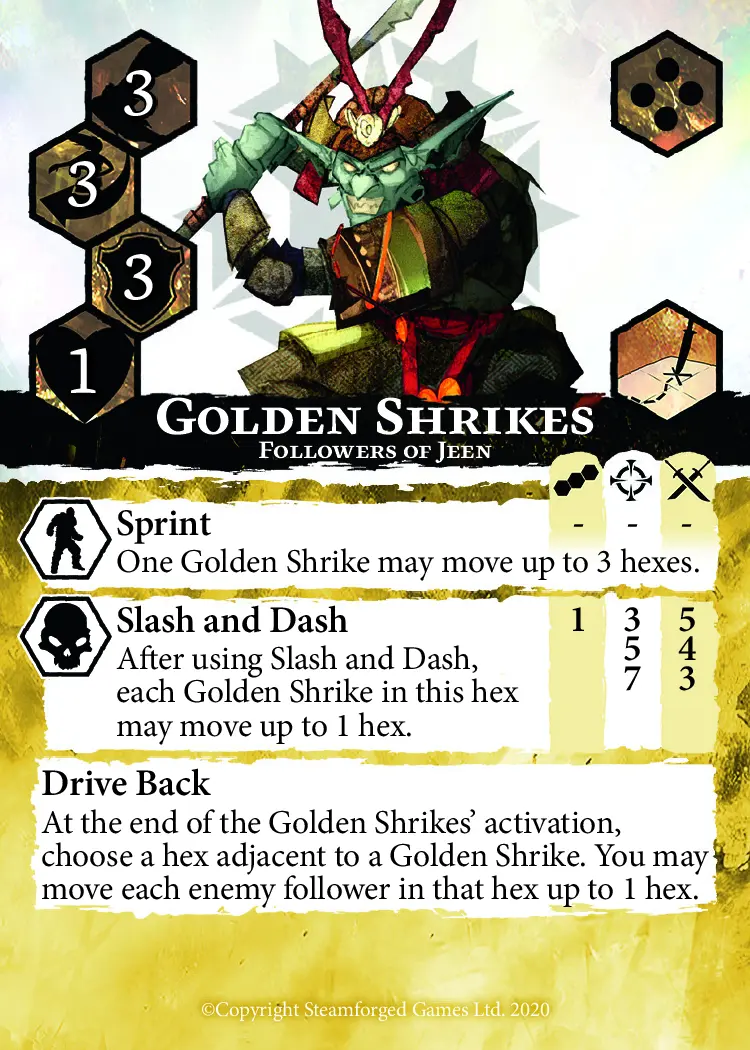 3
3
3
1
Golden Shrikes
Followers of Jeen
Sprint
- - -
One Golden Shrike may move up to 3 hexes.
Slash and Dash 1 3 5
After using Slash and Dash, 5 4
each Golden Shrike in this hex 7 3
may move up to 1 hex.
Drive Back
At the end of the Golden Shrikes’ activation,
choose a hex adjacent to a Golden Shrike. You may
move each enemy follower in that hex up to 1 hex.
©Copyright Steamforged Games Ltd. 2020